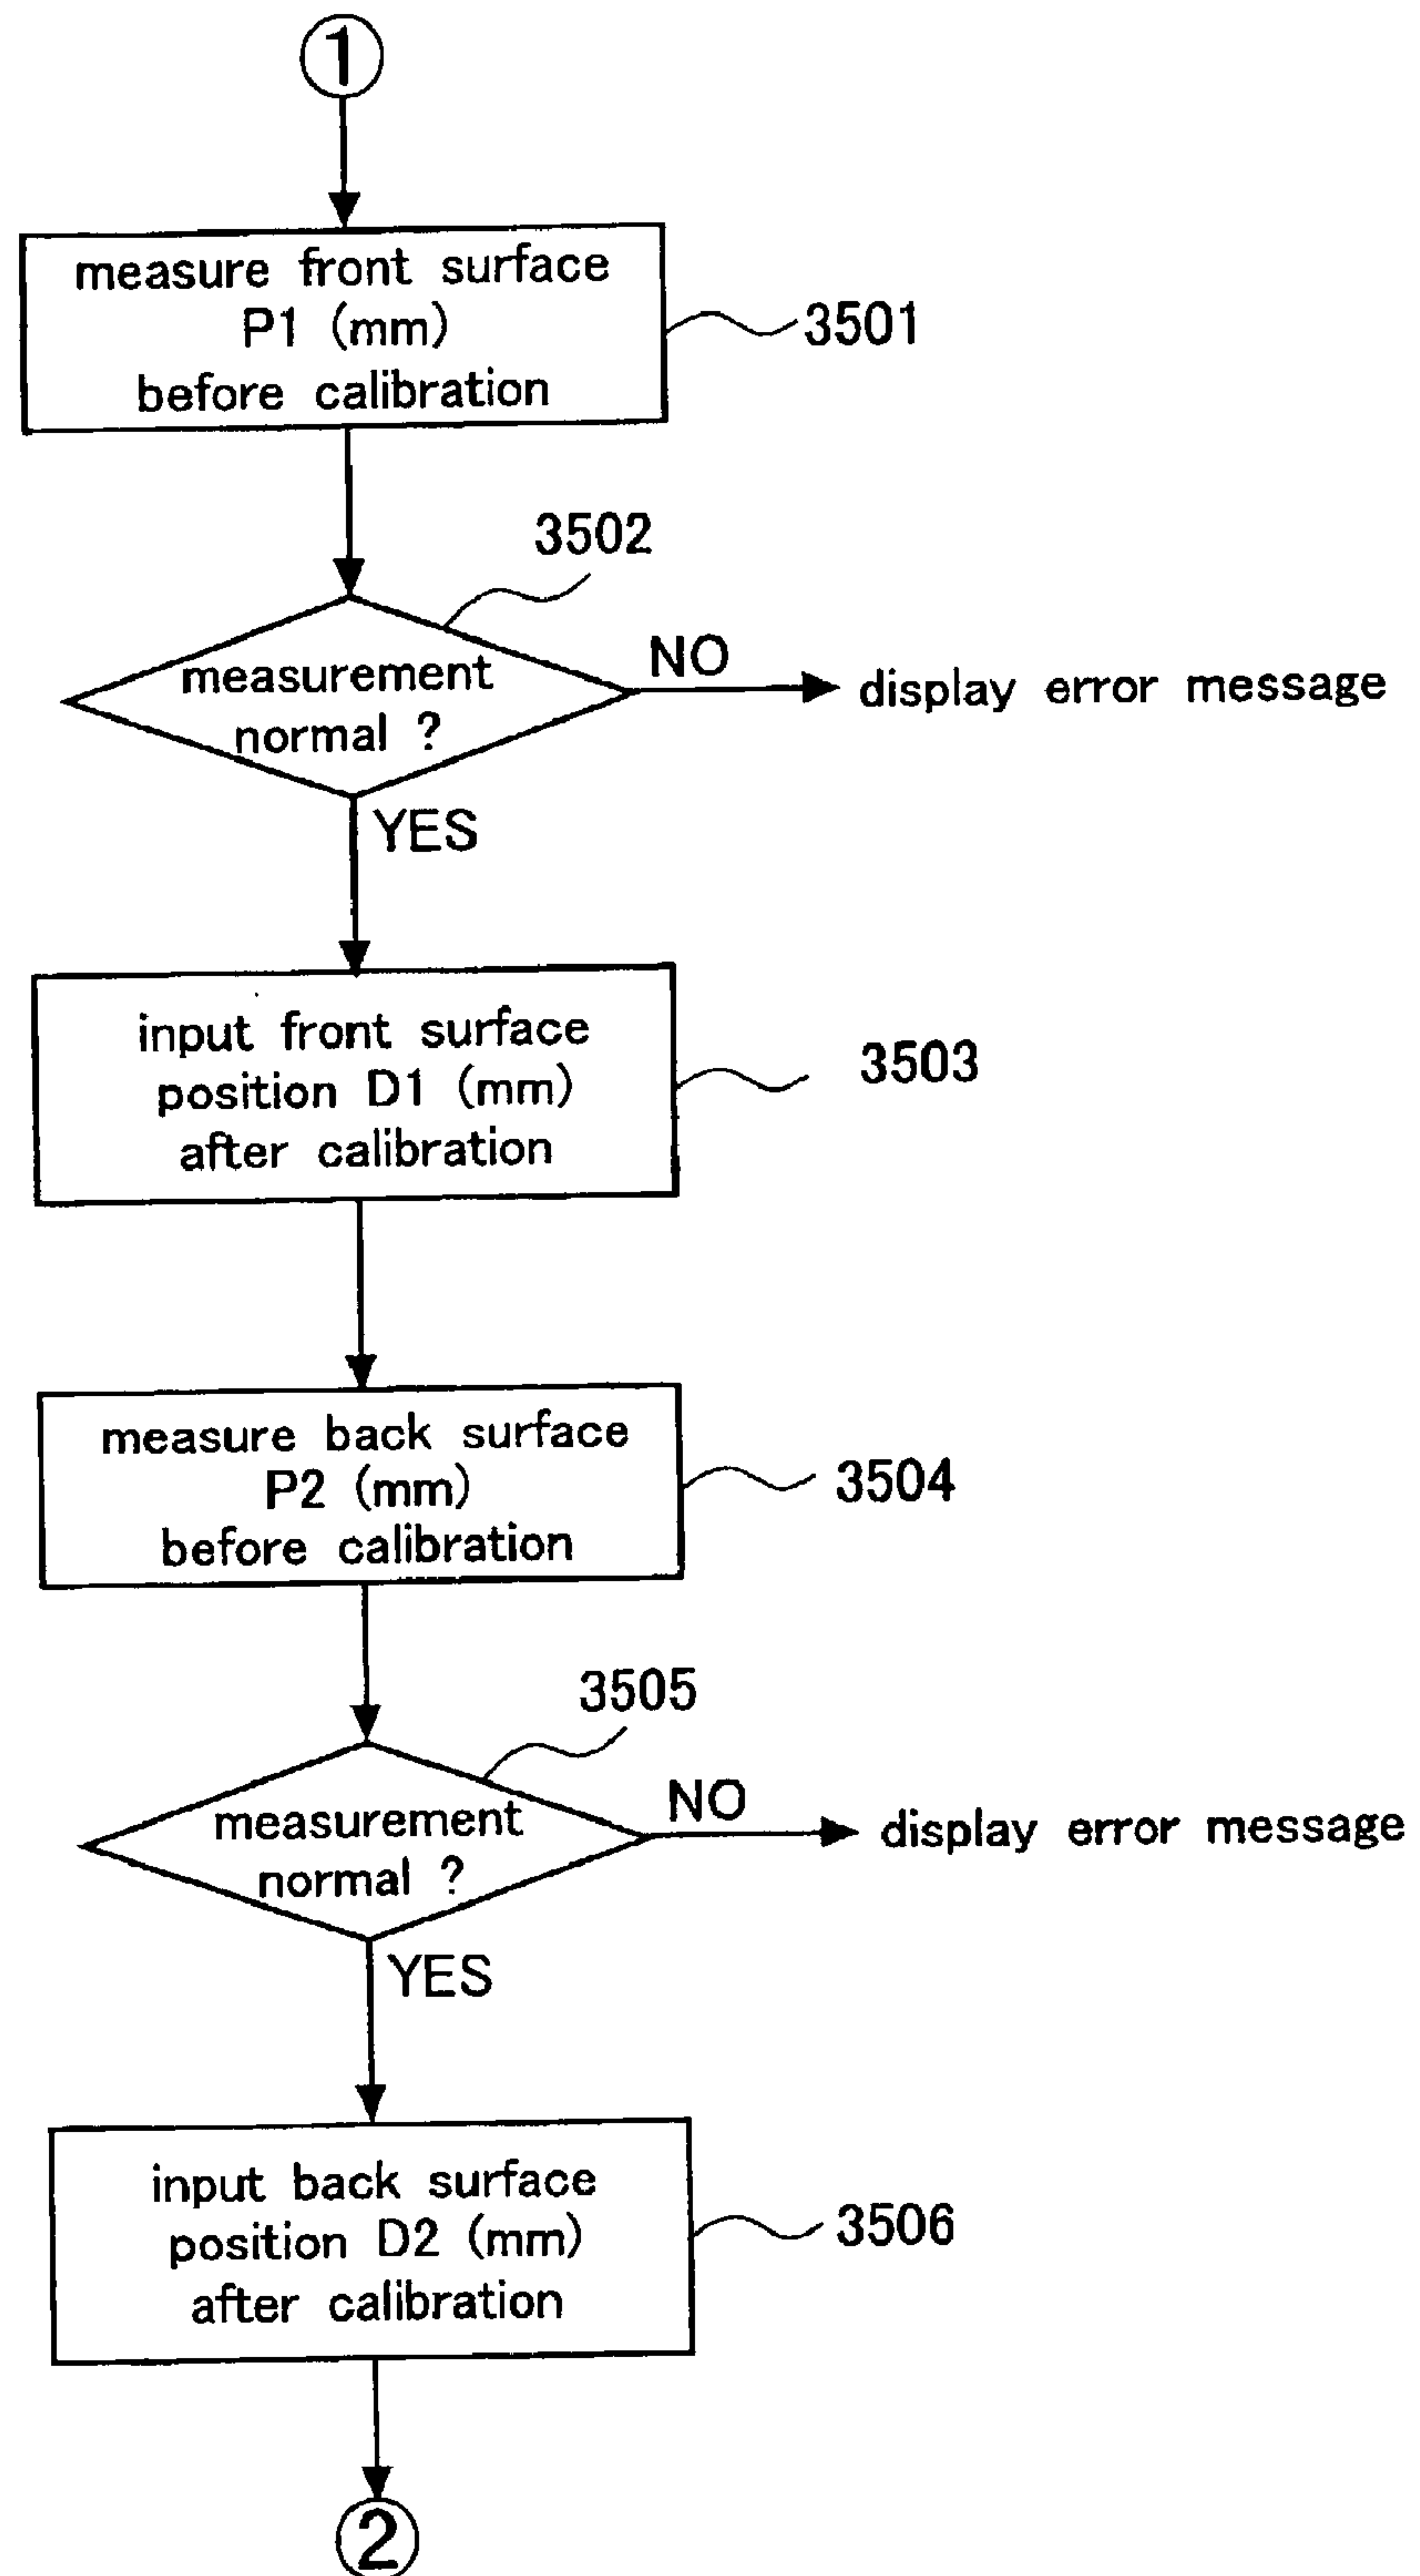 1
measure front surface
P1 (mm)
before calibration
3501
3502
measurement
normal ?
NO
display error message
YES
input front surface
position D1 (mm)
after calibration
3503
measure back surface
P2 (mm)
before calibration
3504
3505
measurement
normal ?
NO
display error message
YES
input back surface
position D2 (mm)
after calibration
3506
2